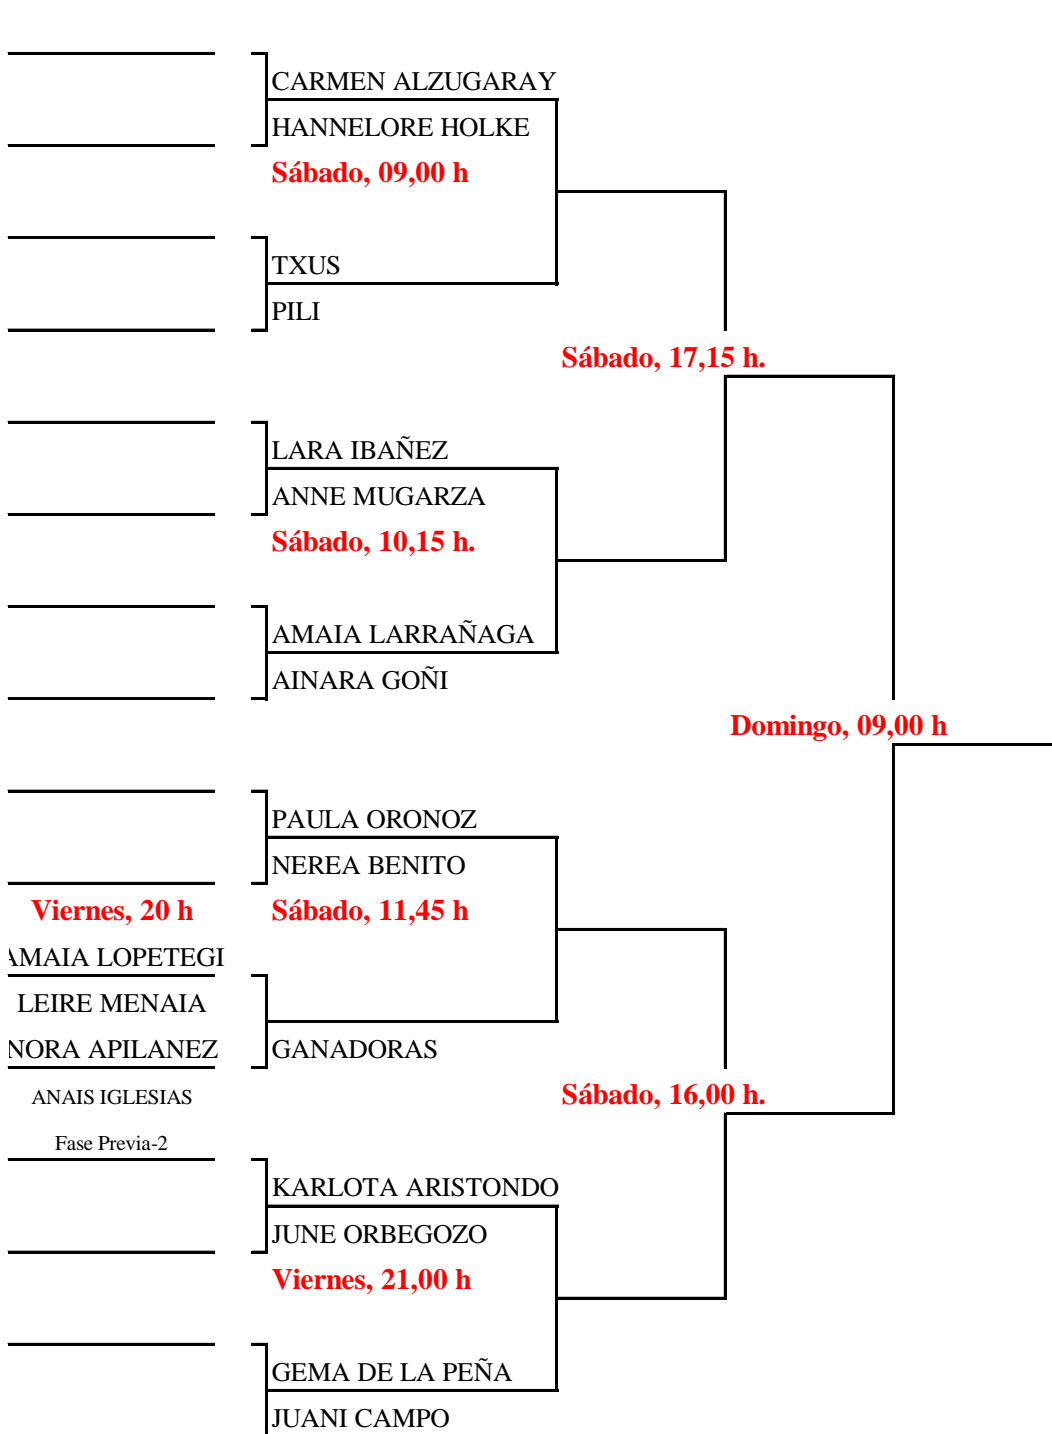 CARMEN ALZUGARAY
HANNELORE HOLKE
Sábado, 09,00 h
TXUS
PILI
Sábado, 17,15 h.
LARA IBAÑEZ
ANNE MUGARZA
Sábado, 10,15 h.
AMAIA LARRAÑAGA
AINARA GOÑI
Domingo, 09,00 h
PAULA ORONOZ
NEREA BENITO
Viernes, 20 h
Sábado, 11,45 h
AMAIA LOPETEGI
LEIRE MENAIA
NORA APILANEZ
GANADORAS
ANAIS IGLESIAS
Sábado, 16,00 h.
Fase Previa-2
KARLOTA ARISTONDO
JUNE ORBEGOZO
Viernes, 21,00 h
GEMA DE LA PEÑA
JUANI CAMPO